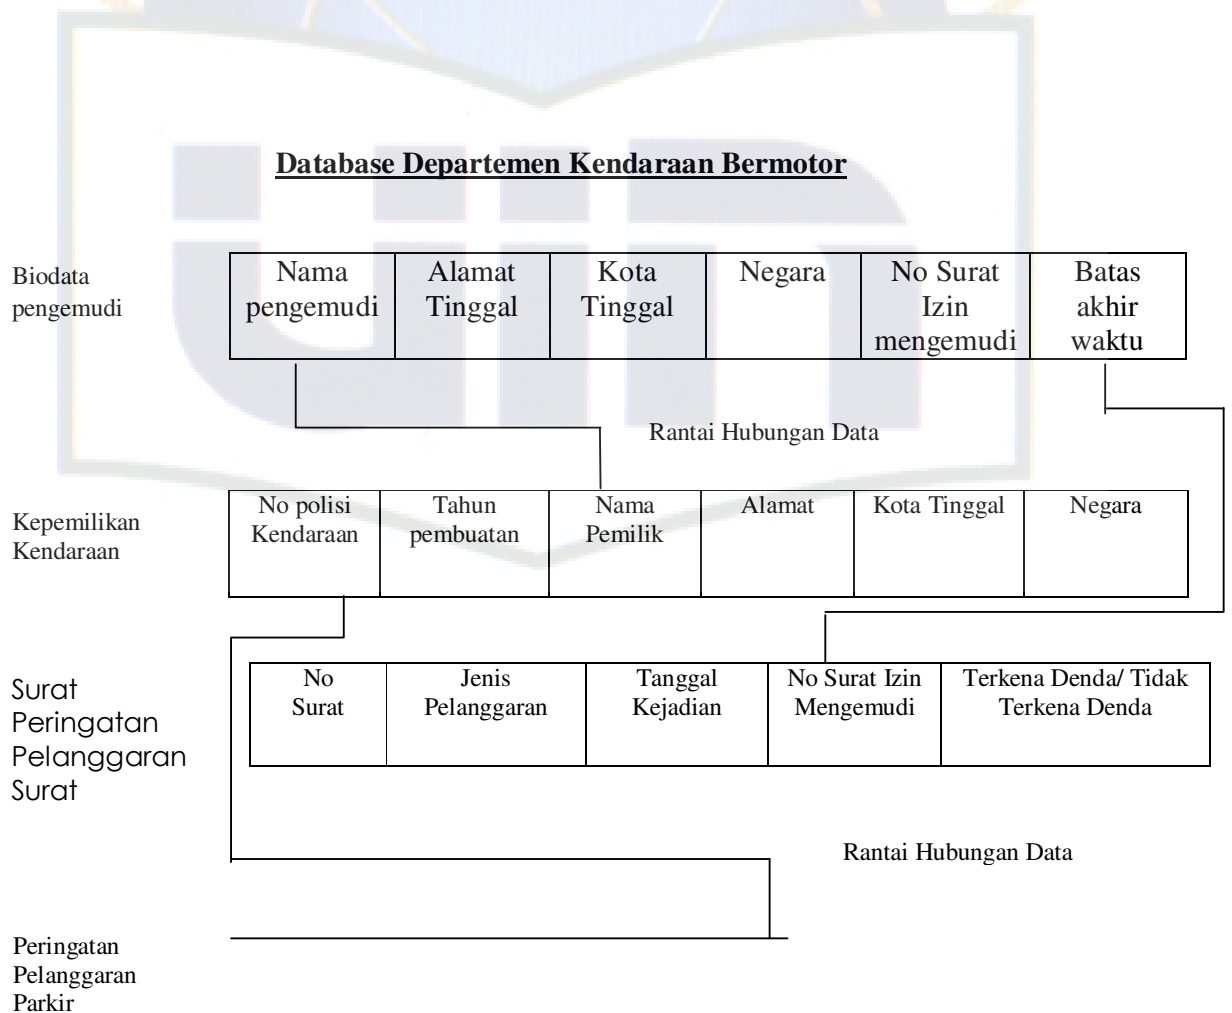 Database Departemen Kendaraan Bermotor
Biodata
pengemudi
Nama
pengemudi
Alamat
Tinggal
Kota
Tinggal
Negara
No Surat
Izin
mengemudi
Batas
akhir
waktu
Rantai Hubungan Data
Kepemilikan
Kendaraan
No polisi
Kendaraan
Tahun
pembuatan
Nama
Pemilik
Alamat
Kota Tinggal
Negara
Surat
Peringatan
Pelanggaran
Surat
No
Surat
Jenis
Pelanggaran
Tanggal
Kejadian
No Surat Izin
Mengemudi
Terkena Denda/ Tidak
Terkena Denda
Rantai Hubungan Data
Peringatan
Pelanggaran
Parkir
uin